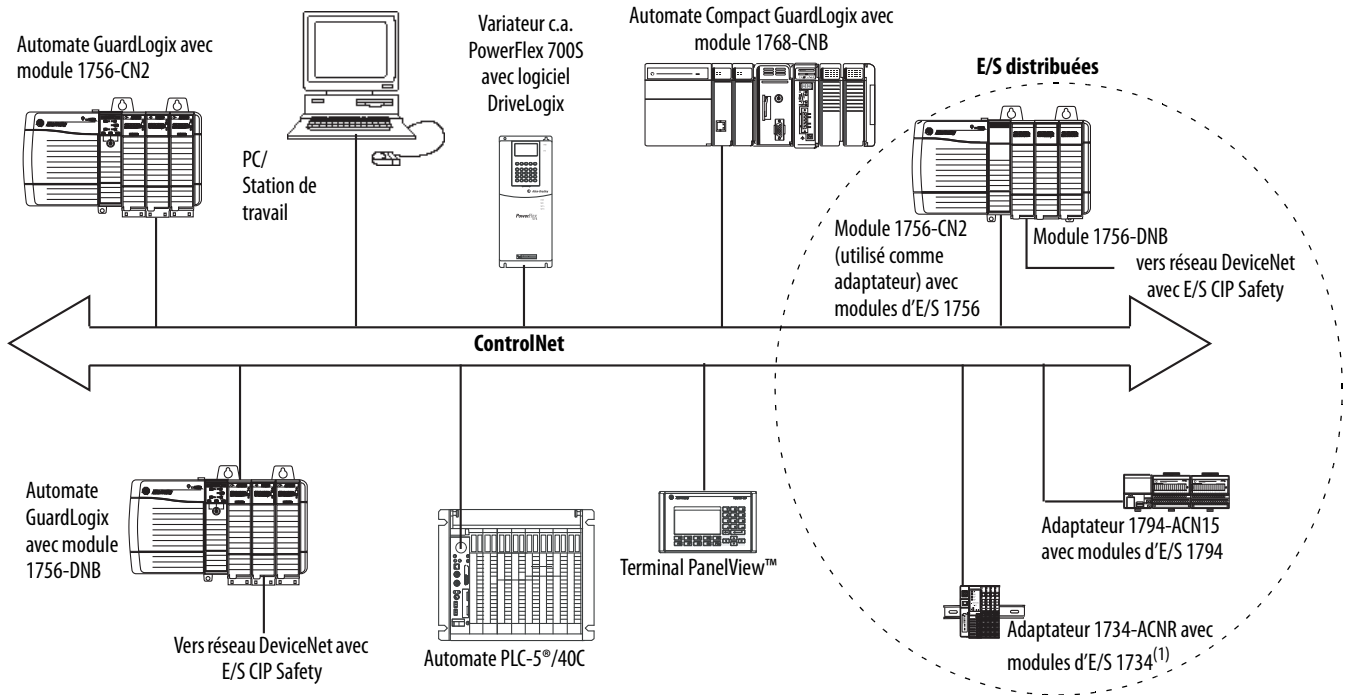 Automate GuardLogix avec
module 1756-CN2
PC/
Station de
travail
Variateur c.a.
PowerFlex 700S
avec logiciel
DriveLogix
Automate Compact GuardLogix avec
module 1768-CNB
E/S distribuées
Module 1756-CN2
(utilisé comme
adaptateur) avec
modules d'E/S 1756
Module 1756-DNB
vers réseau DeviceNet
avec E/S CIP Safety
ControlNet
Automate
GuardLogix
avec module
1756-DNB
Vers réseau DeviceNet avec
E/S CIP Safety
Automate PLC-5®/40C
Terminal PanelView™
Adaptateur 1794-ACN15
avec modules d'E/S 1794
Adaptateur 1734-ACNR avec
modules d'E/S 1734(1)